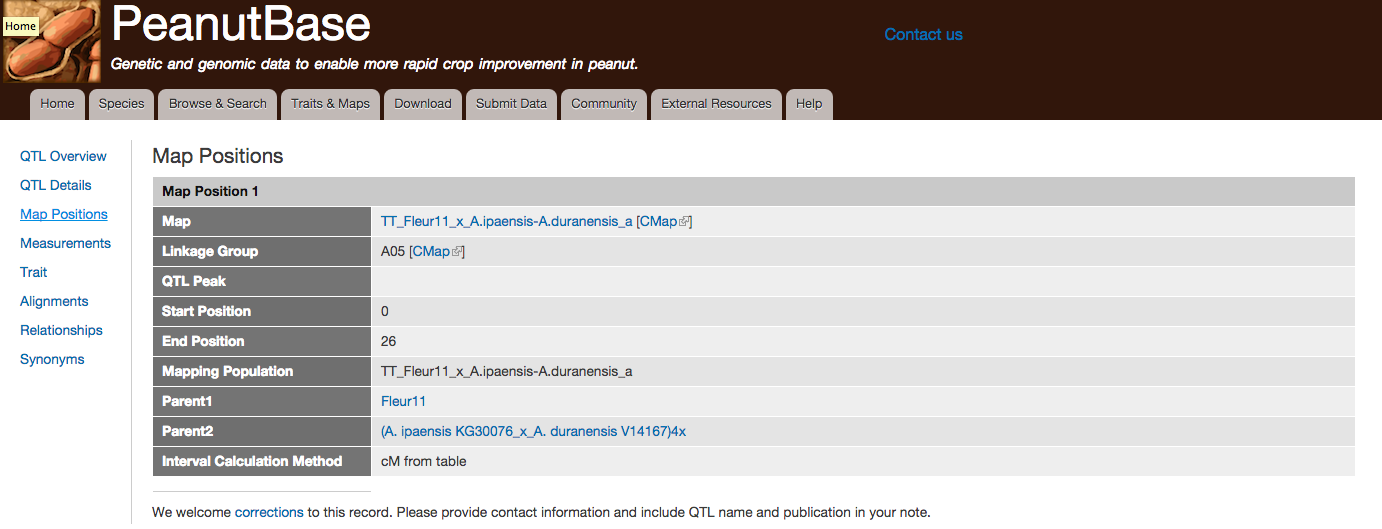 Home
PeanutBase
Contact us
Genetic and genomic data to enable more rapid crop improvement in peanut.
Home Species Browse & Search Traits & Maps Download Submit Data Community External Resources Help
QTL Overview
QTL Details
Map Positions
Measurements
Trait
Alignments
Relationships
Synonyms
Map Positions
Map Position 1
Map TT_Fleur11_x_A.ipaensis-A.duranensis_a [CMap]
Linkage Group A05 [CMap]
QTL Peak
Start Position 0
End Position 26
Mapping Population TT_Fleur11_x_A.ipaensis-A.duranensis_a
Parent1 Fleur11
Parent2 (A. ipaensis KG30076_x_A. duranensis V14167)4x
Interval Calculation Method cM from table
We welcome corrections to this record. Please provide contact information and include QTL name and publication in your note.